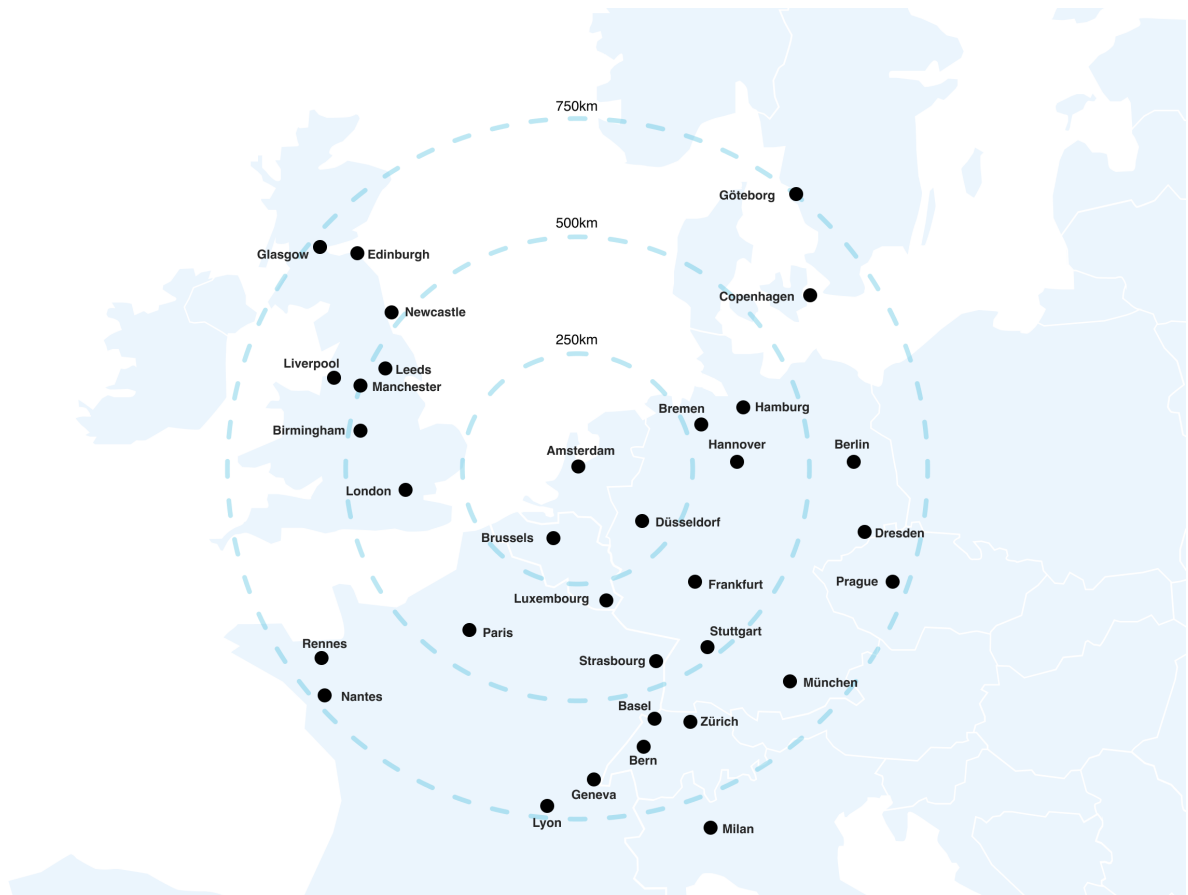 750km
Göteborg
500km
Glasgow
Edinburgh
Copenhagen
Newcastle
250km
Liverpool
Leeds
Manchester
Bremen
Hamburg
Birmingham
Hannover
Berlin
Amsterdam
London
Düsseldorf
Dresden
Brussels
Prague
Frankfurt
Luxembourg
Paris
Stuttgart
Rennes
Strasbourg
München
Nantes
Basel
Zürich
Bern
Geneva
Lyon
Milan